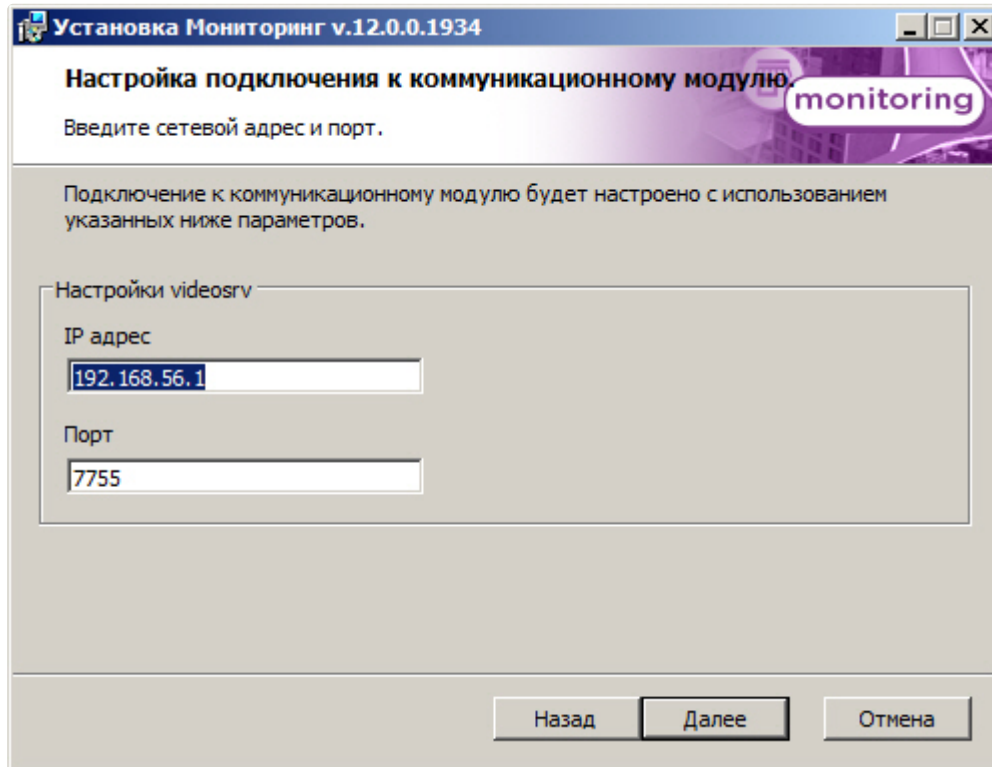 Установка Мониторинг v.12.0.0.1934
Настройка подключения к коммуникационному модулю.
monitoring
Введите сетевой адрес и порт.
Подключение к коммуникационному модулю будет настроено с использованием
указанных ниже параметров.
Настройки videosrv
IP адрес
192.168.56.1
Порт
7755
Назад
Далее
Отмена